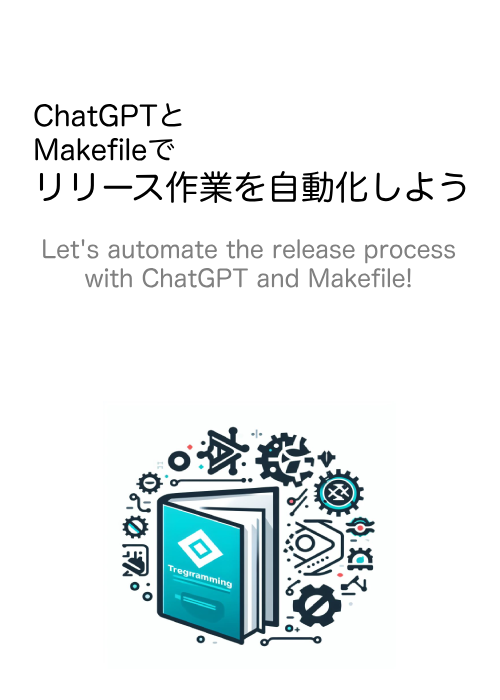 ChatGPTと
Makefileで
リリース作業を自動化しよう
Let's automate the release process
with ChatGPT and Makefile!
Tregrramming